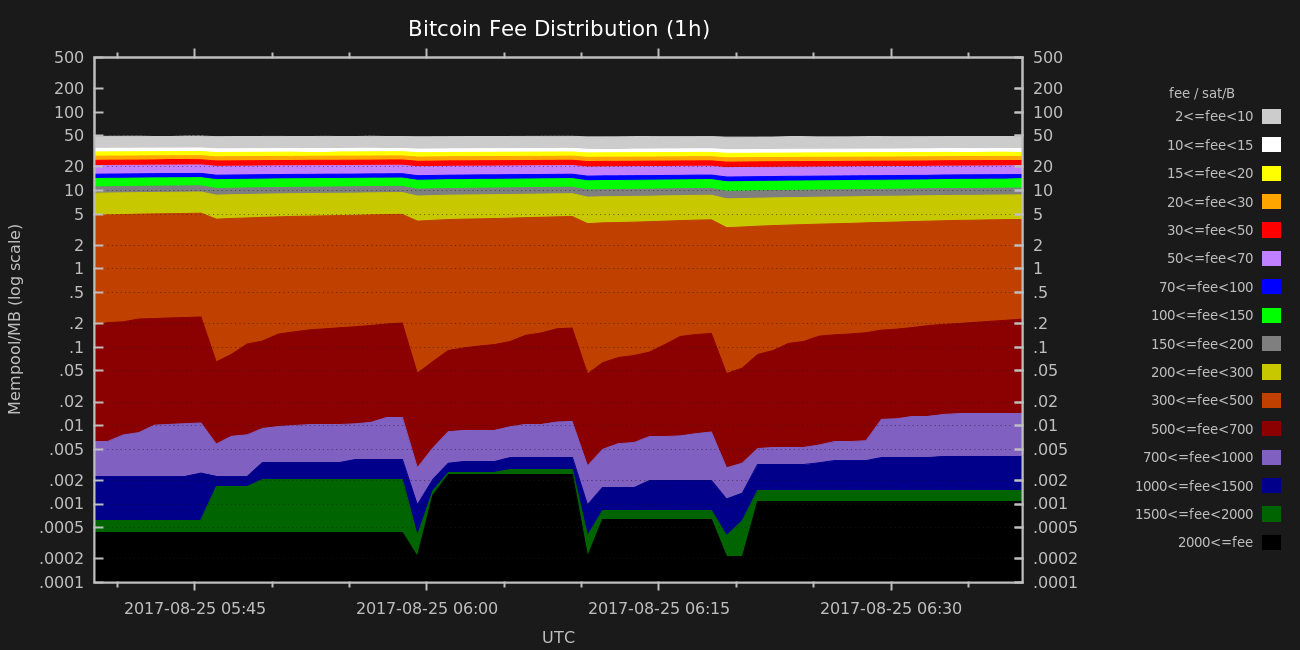 Bitcoin Fee Distribution (1h)
500
200
100
50
20
10
5
2
1
.5
.2
.1
.05
.02
.01
.005
.002
.001
.0005
.0002
.0001
Mempool/MB (log scale)
500
200
100
50
20
10
5
2
1
.5
.2
.1
.05
.02
.01
.005
.002
.001
.0005
.0002
.0001
2017-08-25 05:45
2017-08-25 06:00
2017-08-25 06:15
2017-08-25 06:30
UTC
fee / sat/B
2<=fee<10
10<=fee<15
15<=fee<20
20<=fee<30
30<=fee<50
50<=fee<70
70<=fee<100
100<=fee<150
150<=fee<200
200<=fee<300
300<=fee<500
500<=fee<700
700<=fee<1000
1000<=fee<1500
1500<=fee<2000
2000<=fee